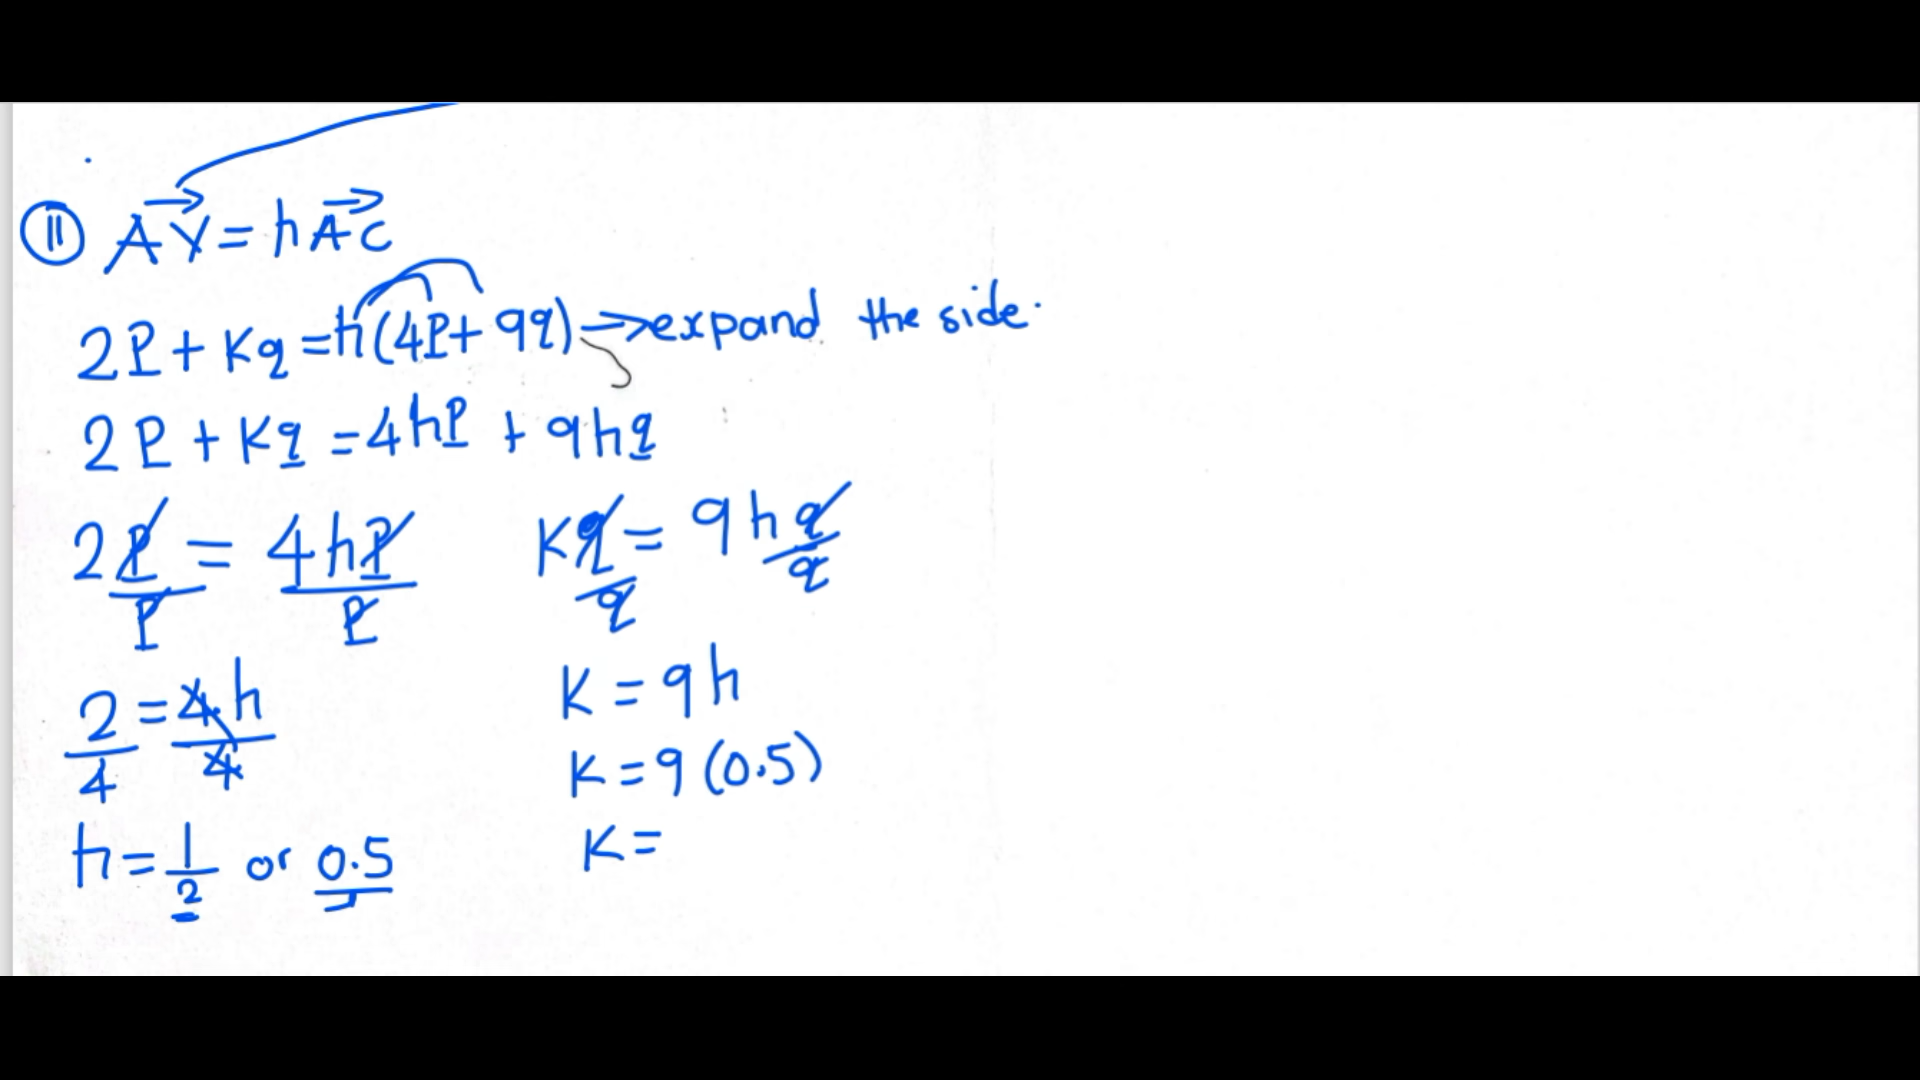 (ii) AY = hAC
2p + kq = h(4p + 9q) → expand the side.
2p + kq = 4hp + 9hq
2p/p = 4hp/p kq/q = 9hq/q
2/4 = 4h/4 k = 9h
k = 9(0.5)
h = 1/2 or 0.5 k =